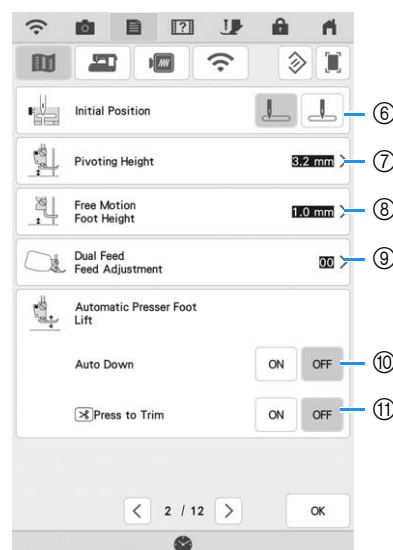 Initial Position
⑥
Pivoting Height
3.2 mm >
⑦
Free Motion
Foot Height
1.0 mm >
⑧
Dual Feed
Feed Adjustment
00 >
⑨
Automatic Presser Foot
Lift
Auto Down
ON
OFF
⑩
Press to Trim
ON
OFF
⑪
< 2 / 12 >
OK